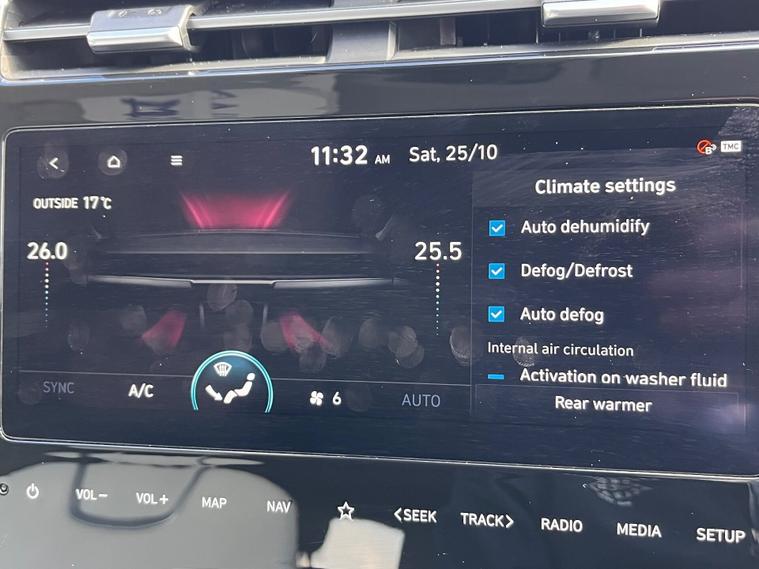 11:32 AM Sat, 25/10
TMC
OUTSIDE 17°C
26.0
25.5
Climate settings
Auto dehumidify
Defog/Defrost
Auto defog
Internal air circulation
Activation on washer fluid
Rear warmer
SYNC A/C 6 AUTO
VOL− VOL+ MAP NAV <SEEK TRACK> RADIO MEDIA SETUP